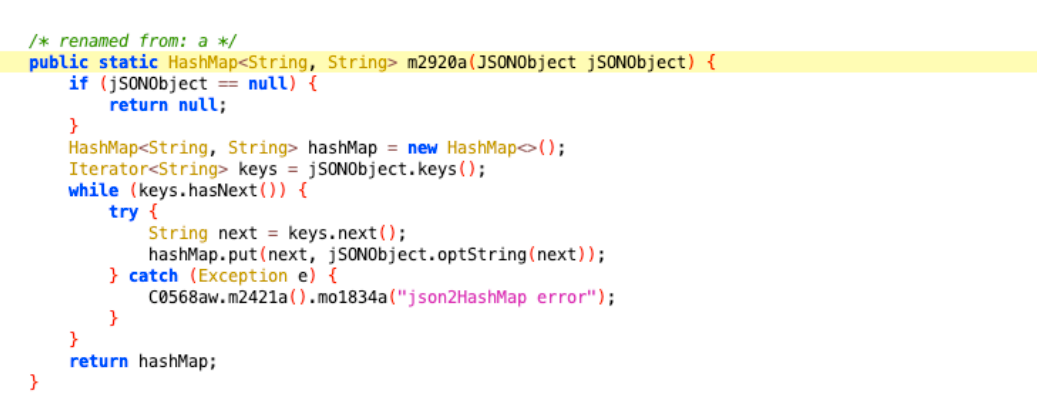 /* renamed from: a */
public static HashMap<String, String> m2920a(JSONObject jSONObject) {
    if (jSONObject == null) {
        return null;
    }
    HashMap<String, String> hashMap = new HashMap<>();
    Iterator<String> keys = jSONObject.keys();
    while (keys.hasNext()) {
        try {
            String next = keys.next();
            hashMap.put(next, jSONObject.optString(next));
        } catch (Exception e) {
            C0568aw.m2421a().mo1834a("json2HashMap error");
        }
    }
    return hashMap;
}